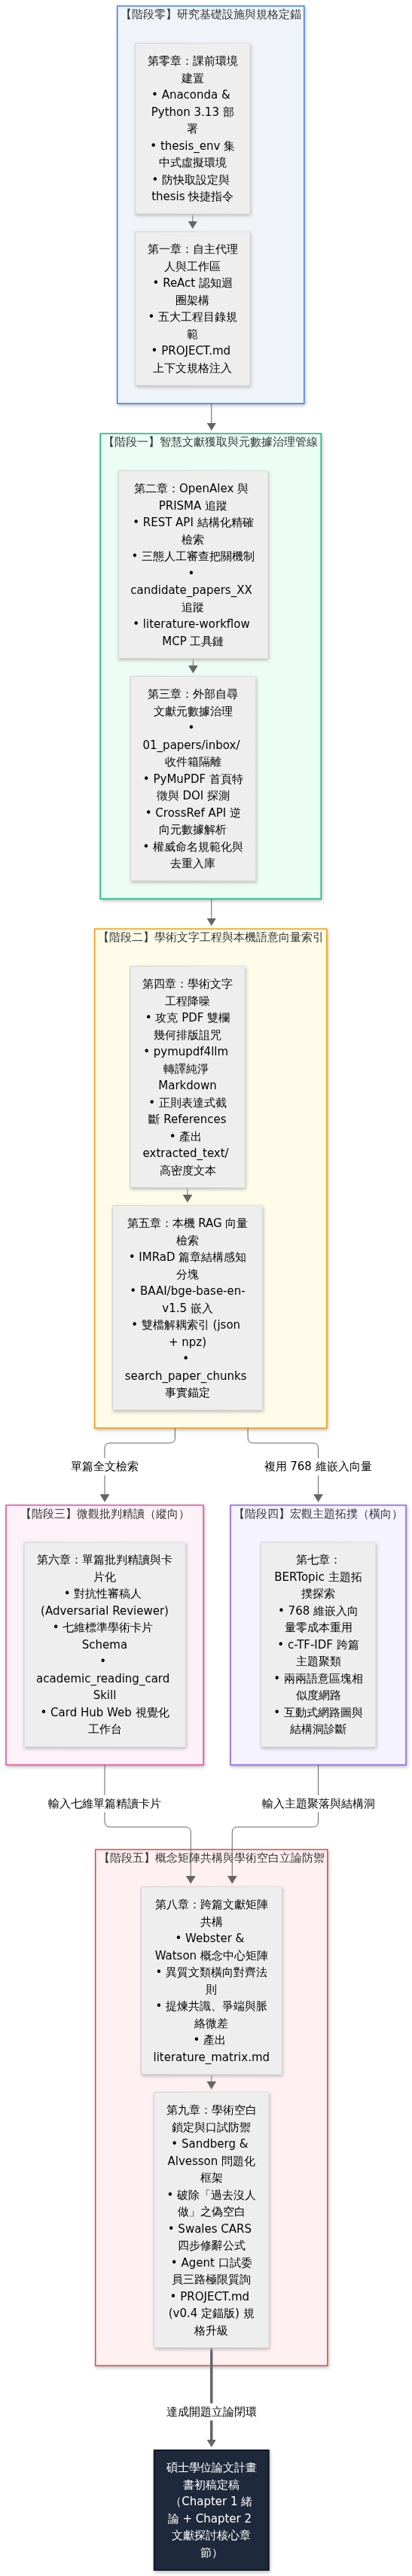 【階段零】研究基礎設施與規格定錨
第零章：課前環境
建置
• Anaconda &
Python 3.13 部
署
• thesis_env 集
中式虛擬環境
• 防快取設定與
thesis 快捷指令
第一章：自主代理
人與工作區
• ReAct 認知迴
圈架構
• 五大工程目錄規
範
• PROJECT.md
上下文規格注入
【階段一】智慧文獻獲取與元數據治理管線
第二章：OpenAlex 與
PRISMA 追蹤
• REST API 結構化精確
檢索
• 三態人工審查把關機制
•
candidate_papers_XX
追蹤
• literature-workflow
MCP 工具鏈
第三章：外部自尋
文獻元數據治理
•
01_papers/inbox/
收件箱隔離
• PyMuPDF 首頁特
徵與 DOI 探測
• CrossRef API 逆
向元數據解析
• 權威命名規範化與
去重入庫
【階段二】學術文字工程與本機語意向量索引
第四章：學術文字
工程降噪
• 攻克 PDF 雙欄
幾何排版詛咒
• pymupdf4llm
轉譯純淨
Markdown
• 正則表達式截
斷 References
• 產出
extracted_text/
高密度文本
第五章：本機 RAG 向量
檢索
• IMRaD 篇章結構感知
分塊
• BAAI/bge-base-en-
v1.5 嵌入
• 雙檔解耦索引 (json
+ npz)
•
search_paper_chunks
事實錨定
單篇全文檢索
複用 768 維嵌入向量
【階段三】微觀批判精讀（縱向）
第六章：單篇批判精讀與卡
片化
• 對抗性審稿人
(Adversarial Reviewer)
• 七維標準學術卡片
Schema
•
academic_reading_card
Skill
• Card Hub Web 視覺化
工作台
【階段四】宏觀主題拓撲（橫向）
第七章：
BERTopic 主題拓
撲探索
• 768 維嵌入向
量零成本重用
• c-TF-IDF 跨篇
主題聚類
• 兩兩語意區塊相
似度網路
• 互動式網路圖與
結構洞診斷
輸入七維單篇精讀卡片
輸入主題聚落與結構洞
【階段五】概念矩陣共構與學術空白立論防禦
第八章：跨篇文獻矩陣
共構
• Webster &
Watson 概念中心矩陣
• 異質文類橫向對齊法
則
• 提煉共識、爭端與脈
絡微差
• 產出
literature_matrix.md
第九章：學術空白
鎖定與口試防禦
• Sandberg &
Alvesson 問題化
框架
• 破除「過去沒人
做」之偽空白
• Swales CARS
四步修辭公式
• Agent 口試委
員三路極限質詢
• PROJECT.md
(v0.4 定錨版) 規
格升級
達成開題立論閉環
碩士學位論文計畫
書初稿定稿
（Chapter 1 緒
論 + Chapter 2
文獻探討核心章
節）